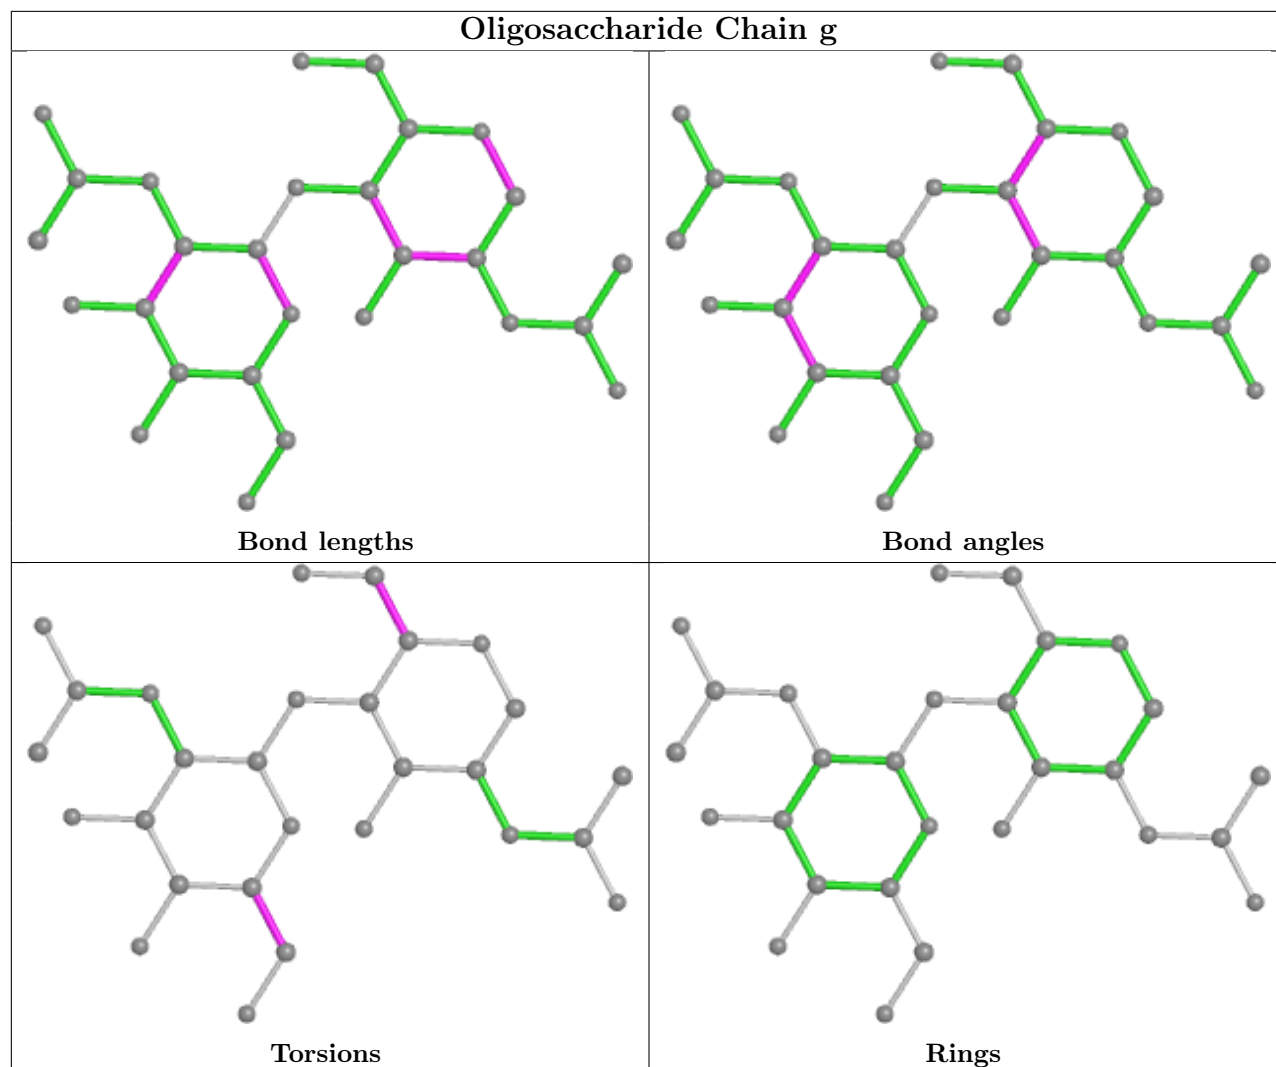 Oligosaccharide Chain g
Bond lengths
Bond angles
Torsions
Rings